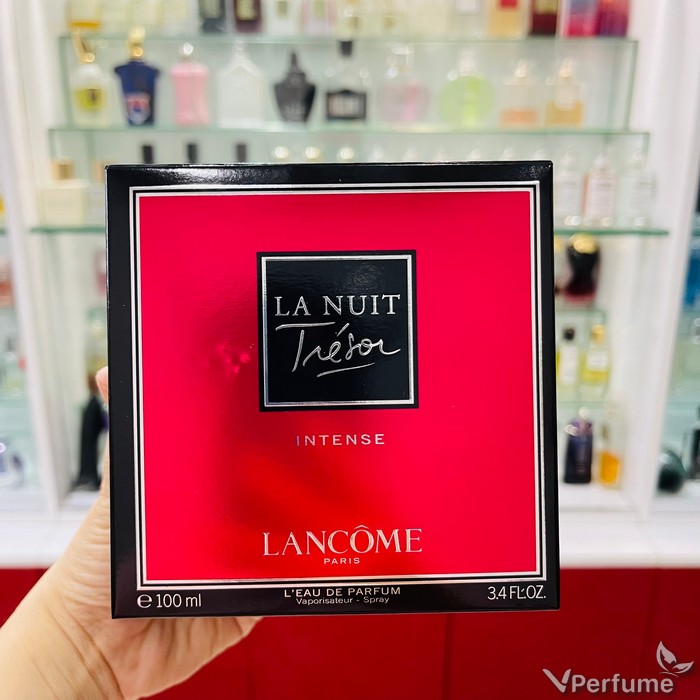 LA NUIT
Trésor
INTENSE
LANCÔME
PARIS
L'EAU DE PARFUM
Vaporisateur - Spray
℮ 100 ml
3.4 FL.OZ.
VPerfume